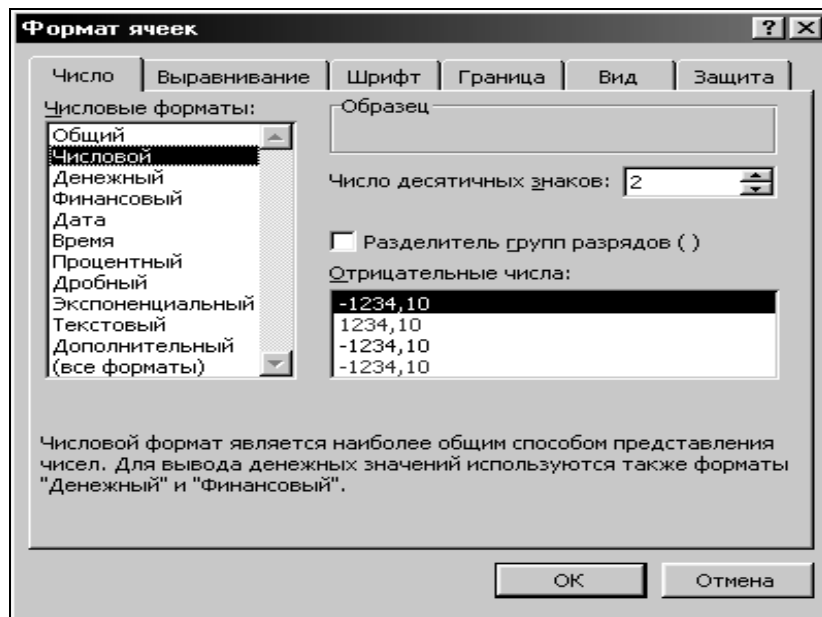 Формат ячеек
Число Выравнивание Шрифт Граница Вид Защита
Числовые форматы:
Общий
Числовой
Денежный
Финансовый
Дата
Время
Процентный
Дробный
Экспоненциальный
Текстовый
Дополнительный
(все форматы)
Образец
Число десятичных знаков: 2
Разделитель групп разрядов ( )
Отрицательные числа:
-1234,10
1234,10
-1234,10
-1234,10
Числовой формат является наиболее общим способом представления
чисел. Для вывода денежных значений используются также форматы
"Денежный" и "Финансовый".
ОК Отмена